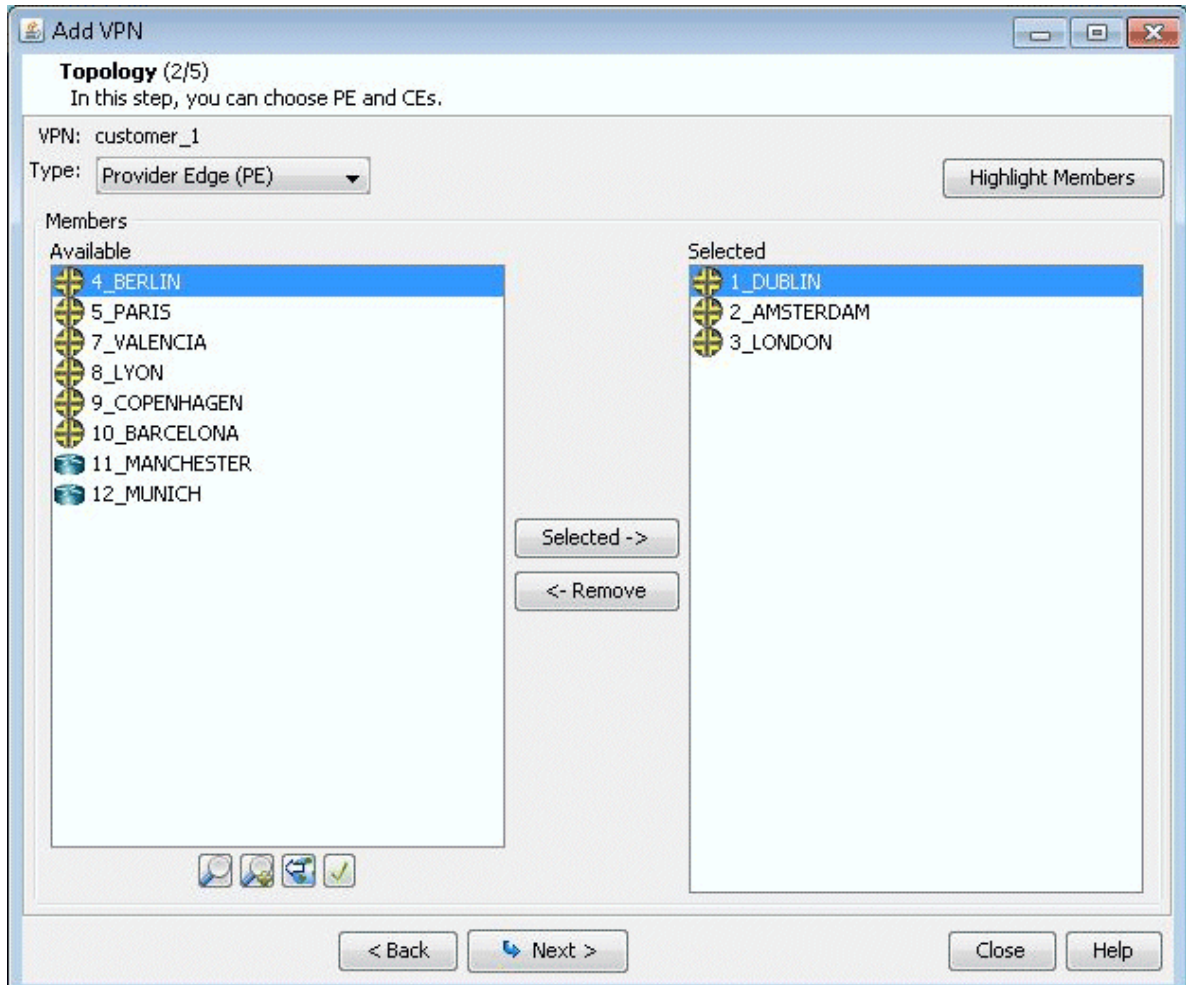 Add VPN
Topology (2/5)
In this step, you can choose PE and CEs.
VPN: customer_1
Type: Provider Edge (PE)
Highlight Members
Members
Available
4_BERLIN
5_PARIS
7_VALENCIA
8_LYON
9_COPENHAGEN
10_BARCELONA
11_MANCHESTER
12_MUNICH
Selected ->
<- Remove
Selected
1_DUBLIN
2_AMSTERDAM
3_LONDON
< Back
Next >
Close
Help